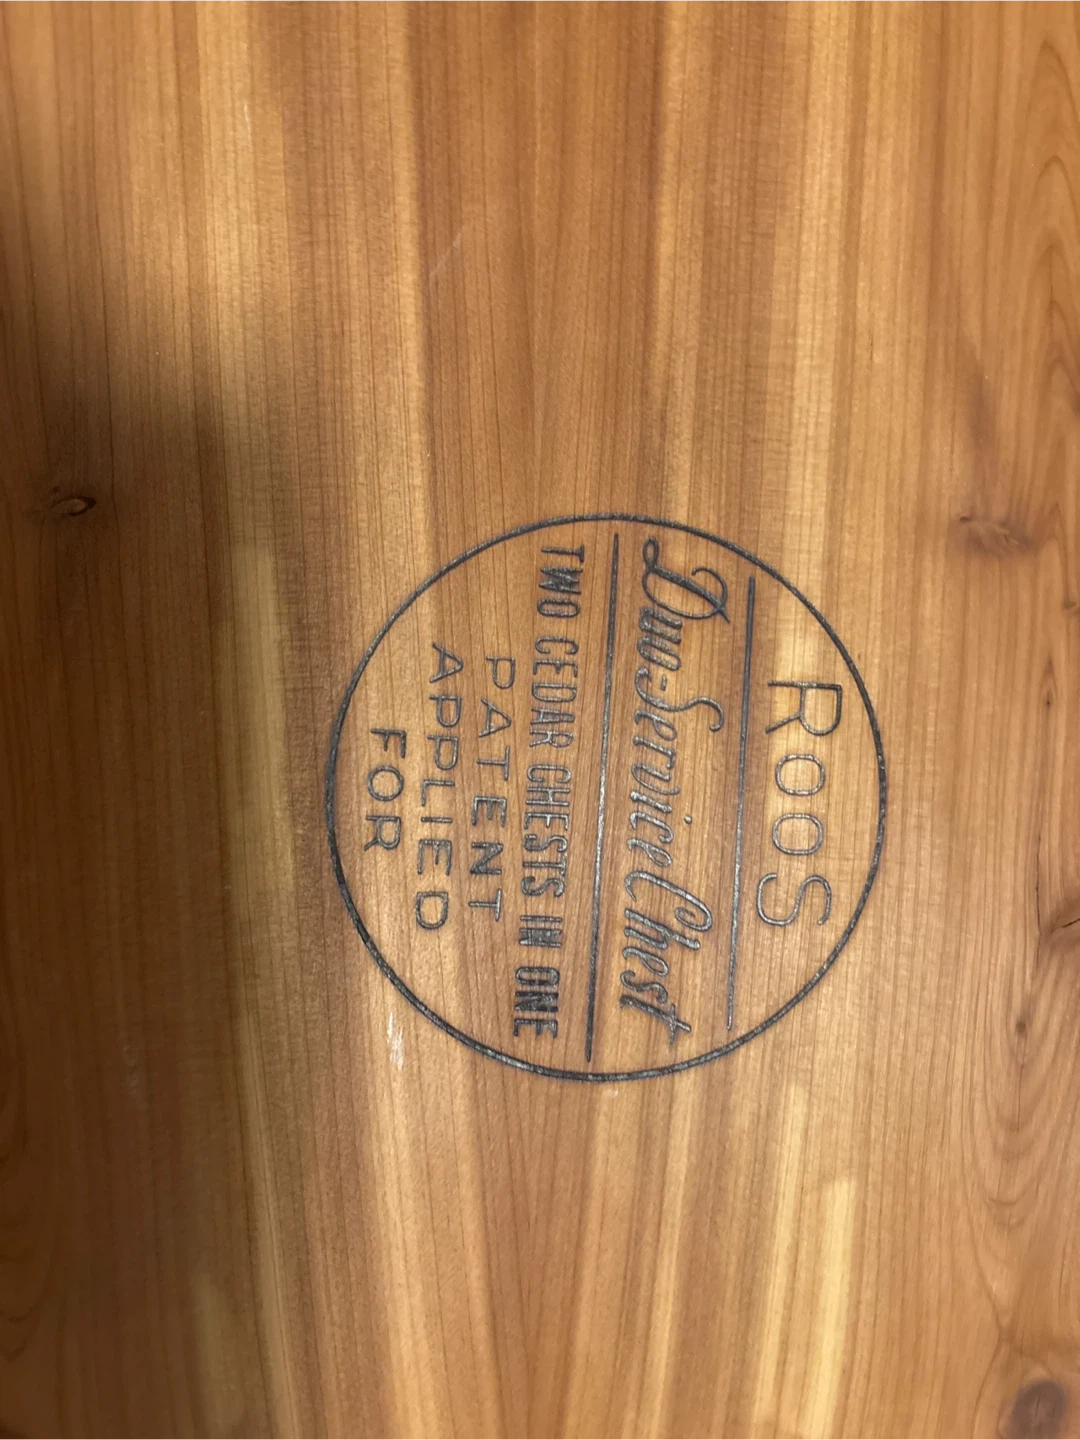 ROOS
Duo-Service Chest
TWO CEDAR CHESTS IN ONE
PATENT
APPLIED
FOR